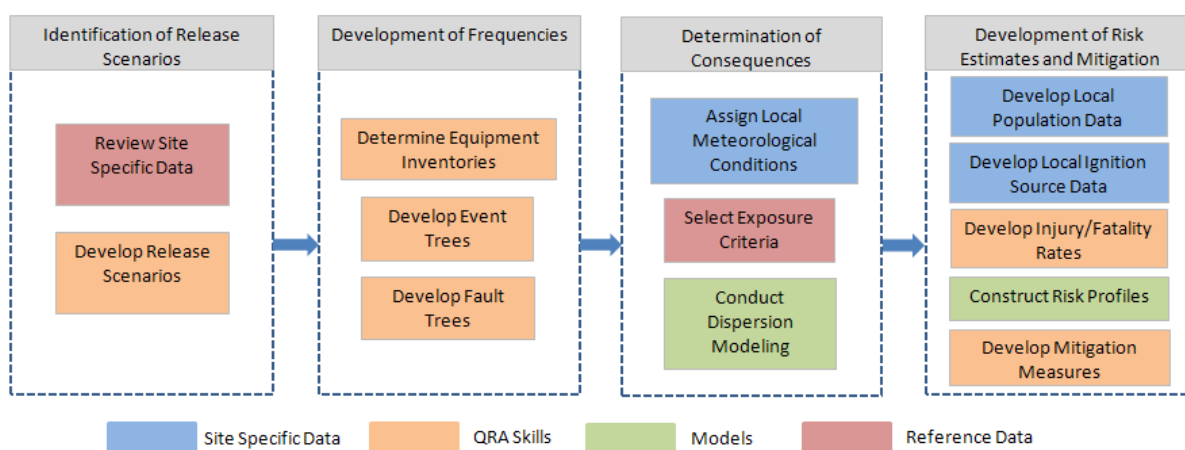 Identification of Release
Scenarios
Review Site
Specific Data
Develop Release
Scenarios
Development of Frequencies
Determine Equipment
Inventories
Develop Event
Trees
Develop Fault
Trees
Determination of
Consequences
Assign Local
Meteorological
Conditions
Select Exposure
Criteria
Conduct
Dispersion
Modeling
Development of Risk
Estimates and Mitigation
Develop Local
Population Data
Develop Local Ignition
Source Data
Develop Injury/Fatality
Rates
Construct Risk Profiles
Develop Mitigation
Measures
Site Specific Data
QRA Skills
Models
Reference Data